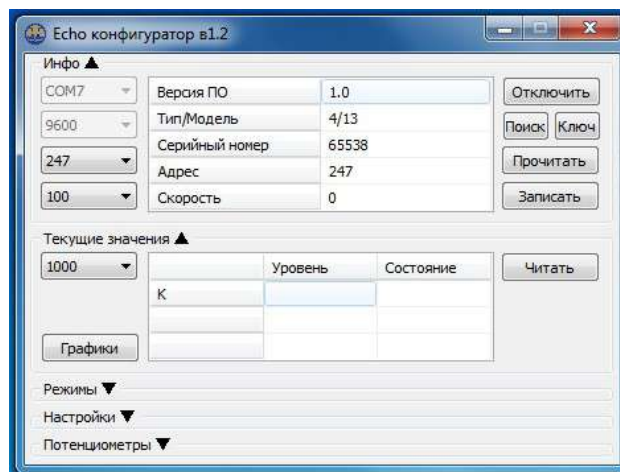 Echo конфигуратор в1.2
Инфо ▲
COM7 Версия ПО 1.0 Отключить
9600 Тип/Модель 4/13 Поиск Ключ
Серийный номер 65538
247 Адрес 247 Прочитать
100 Скорость 0 Записать
Текущие значения ▲
1000 Уровень Состояние Читать
К
Графики
Режимы ▼
Настройки ▼
Потенциометры ▼